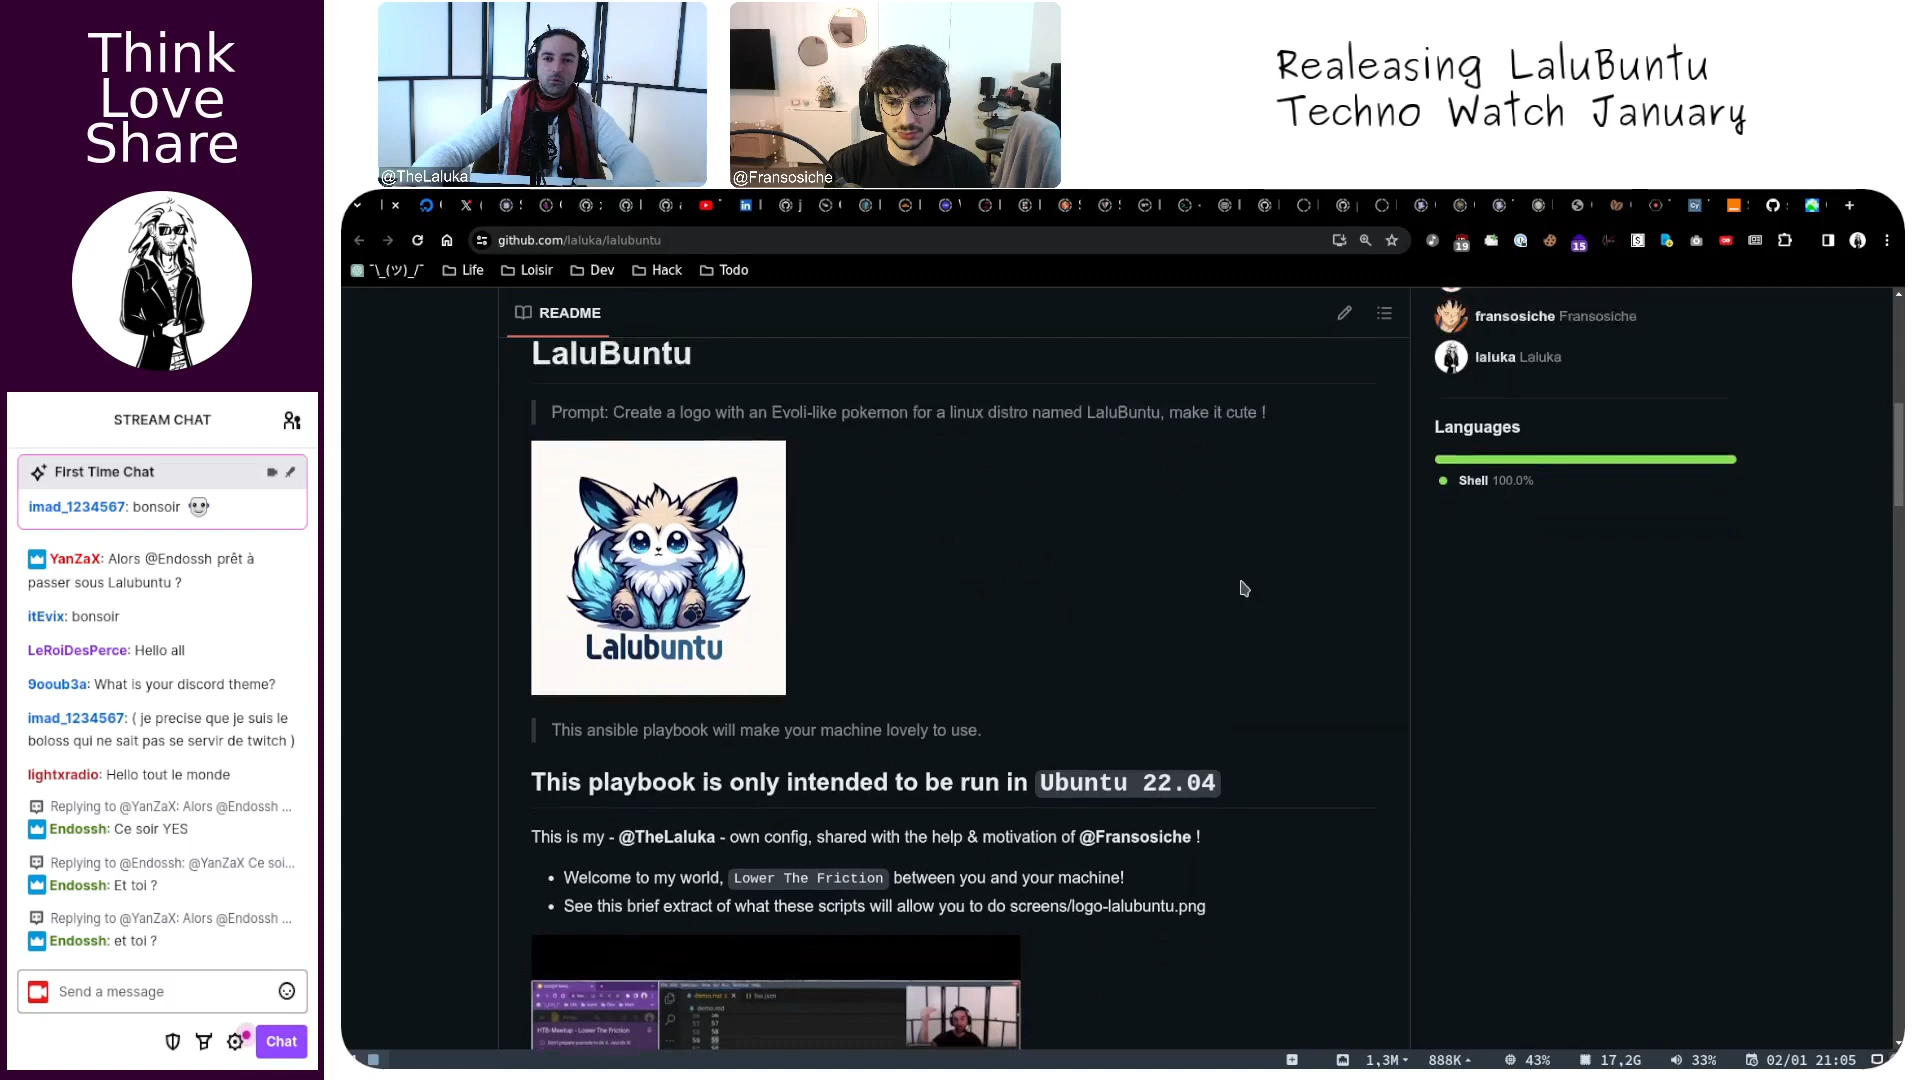 Think
Love
Share
@TheLaluka
@Fransosiche
Realeasing LaluBuntu
Techno Watch January
STREAM CHAT
First Time Chat
imad_1234567: bonsoir
YanZaX: Alors @Endossh prêt à
passer sous Lalubuntu ?
itEvix: bonsoir
LeRoiDesPerce: Hello all
9ooub3a: What is your discord theme?
imad_1234567: ( je precise que je suis le
boloss qui ne sait pas se servir de twitch )
lightxradio: Hello tout le monde
Replying to @YanZaX: Alors @Endossh ...
Endossh: Ce soir YES
Replying to @Endossh: @YanZaX Ce soi...
Endossh: Et toi ?
Replying to @YanZaX: Alors @Endossh ...
Endossh: et toi ?
Send a message
Chat
github.com/laluka/lalubuntu
19
15
¯\_(ツ)_/¯ Life Loisir Dev Hack Todo
README
LaluBuntu
Prompt: Create a logo with an Evoli-like pokemon for a linux distro named LaluBuntu, make it cute !
Lalubuntu
This ansible playbook will make your machine lovely to use.
This playbook is only intended to be run in Ubuntu 22.04
This is my - @TheLaluka - own config, shared with the help & motivation of @Fransosiche !
• Welcome to my world, Lower The Friction between you and your machine!
• See this brief extract of what these scripts will allow you to do screens/logo-lalubuntu.png
HTB-Meetup - Lower The Friction
fransosiche Fransosiche
laluka Laluka
Languages
Shell 100.0%
1,3M 888K 43% 17,2G 33% 02/01 21:05